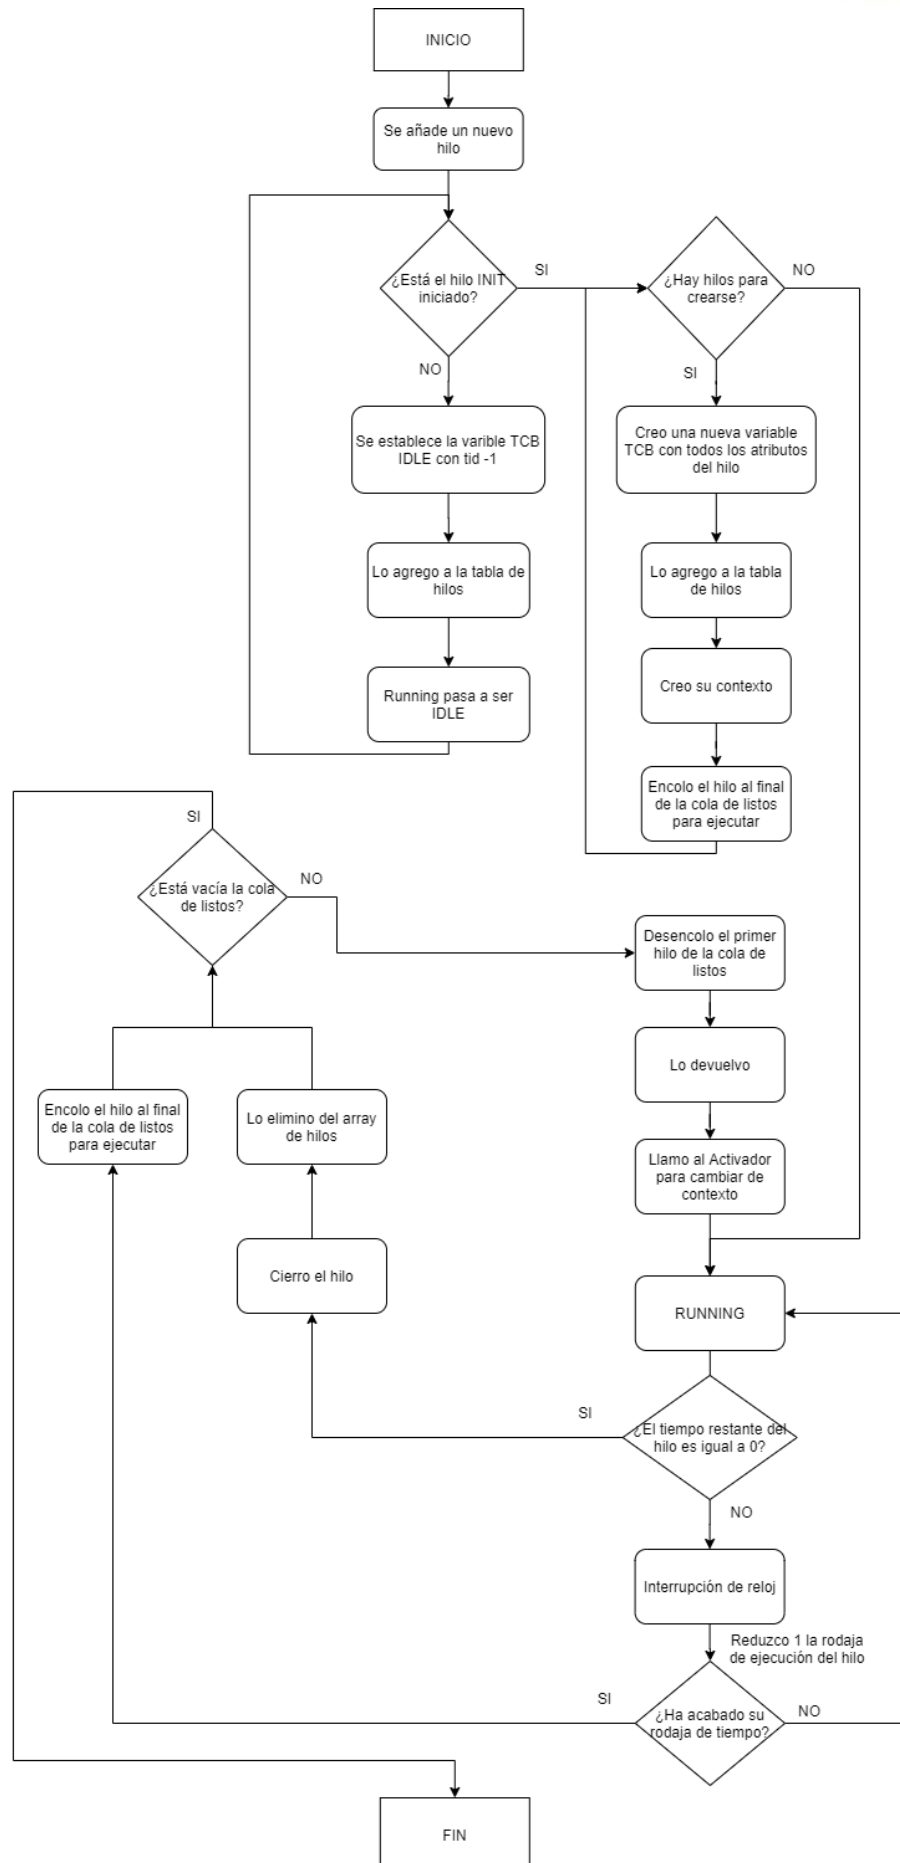 INICIO
Se añade un nuevo
hilo
¿Está el hilo INIT
iniciado?
SI
¿Hay hilos para
crearse?
NO
NO
SI
Se establece la varible TCB
IDLE con tid -1
Creo una nueva variable
TCB con todos los atributos
del hilo
Lo agrego a la tabla de
hilos
Lo agrego a la tabla
de hilos
Running pasa a ser
IDLE
Creo su contexto
Encolo el hilo al final
de la cola de listos
para ejecutar
SI
¿Está vacía la cola
de listos?
NO
Desencolo el primer
hilo de la cola de
listos
Lo devuelvo
Encolo el hilo al final
de la cola de listos
para ejecutar
Lo elimino del array
de hilos
Llamo al Activador
para cambiar de
contexto
Cierro el hilo
RUNNING
SI
¿El tiempo restante del
hilo es igual a 0?
NO
Interrupción de reloj
Reduzco 1 la rodaja
de ejecución del hilo
SI
¿Ha acabado su
rodaja de tiempo?
NO
FIN